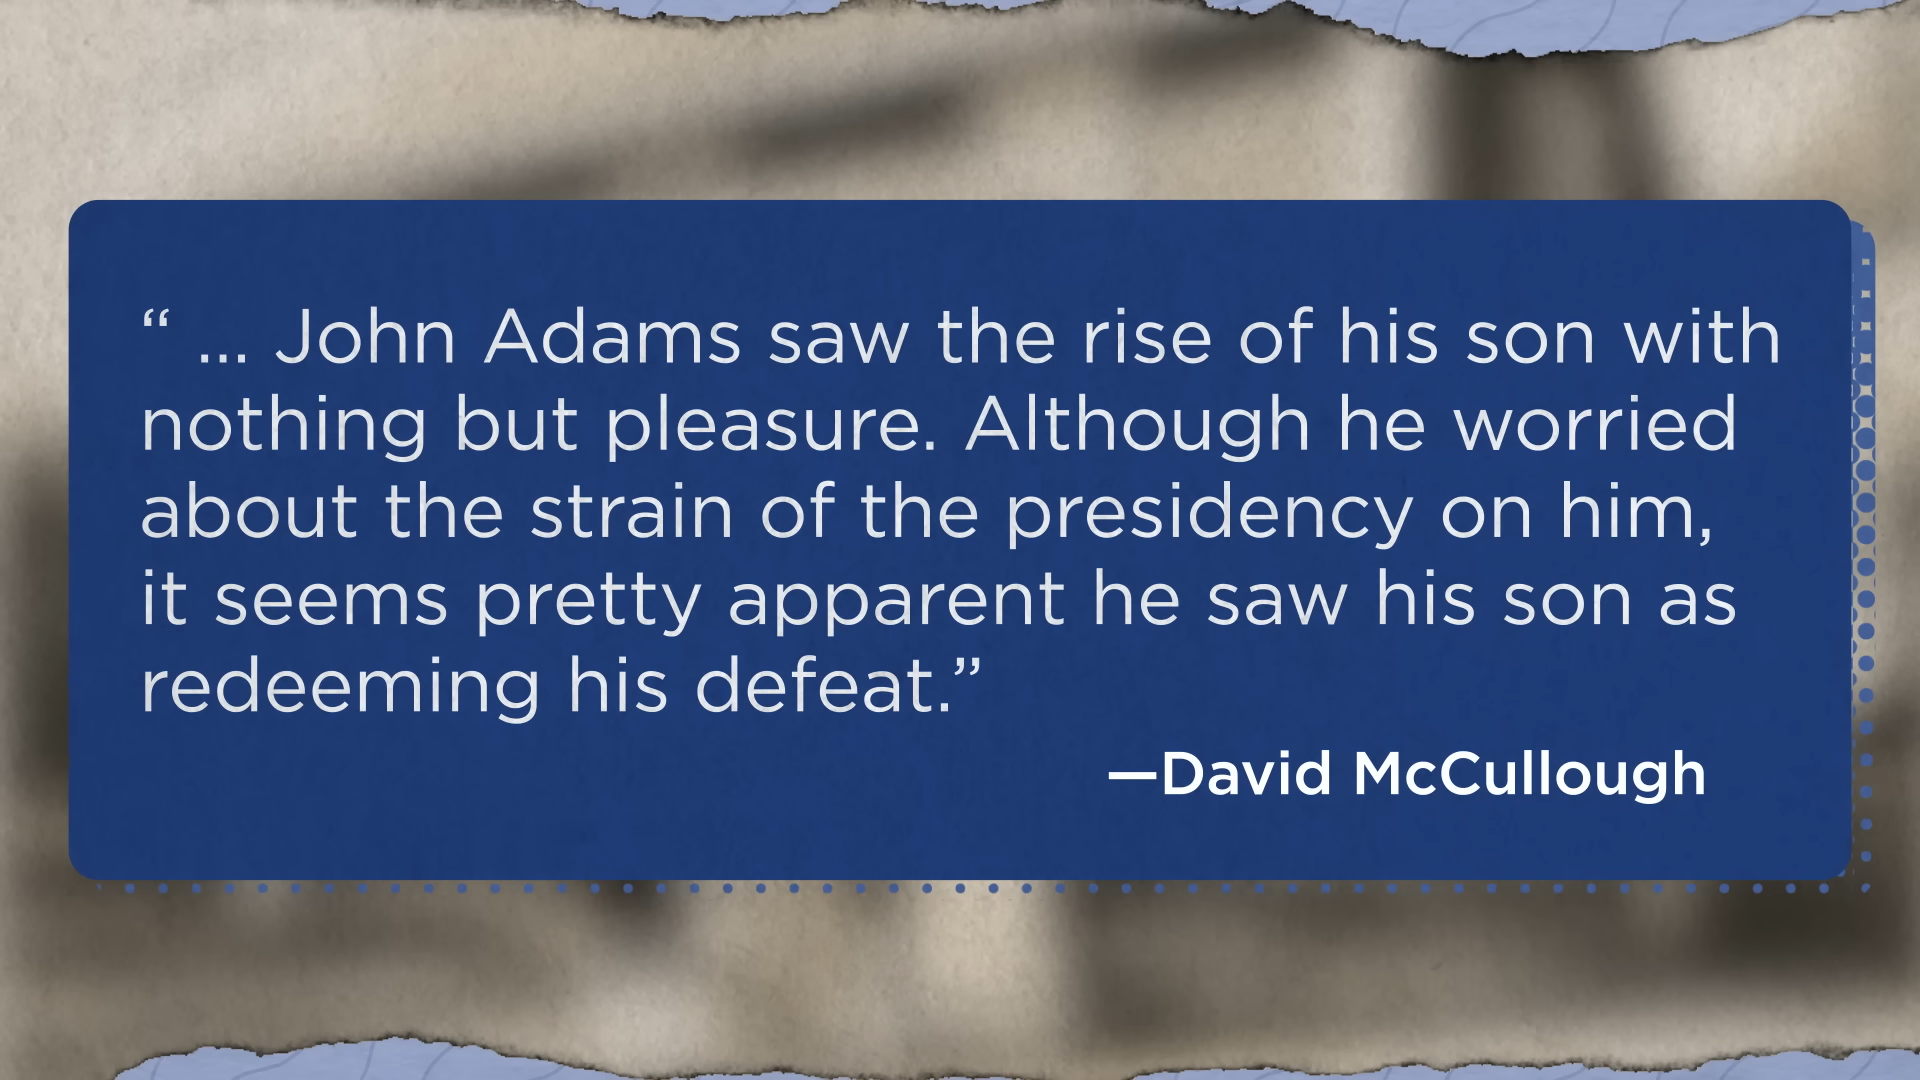 “ ... John Adams saw the rise of his son with
nothing but pleasure. Although he worried
about the strain of the presidency on him,
it seems pretty apparent he saw his son as
redeeming his defeat.”
—David McCullough